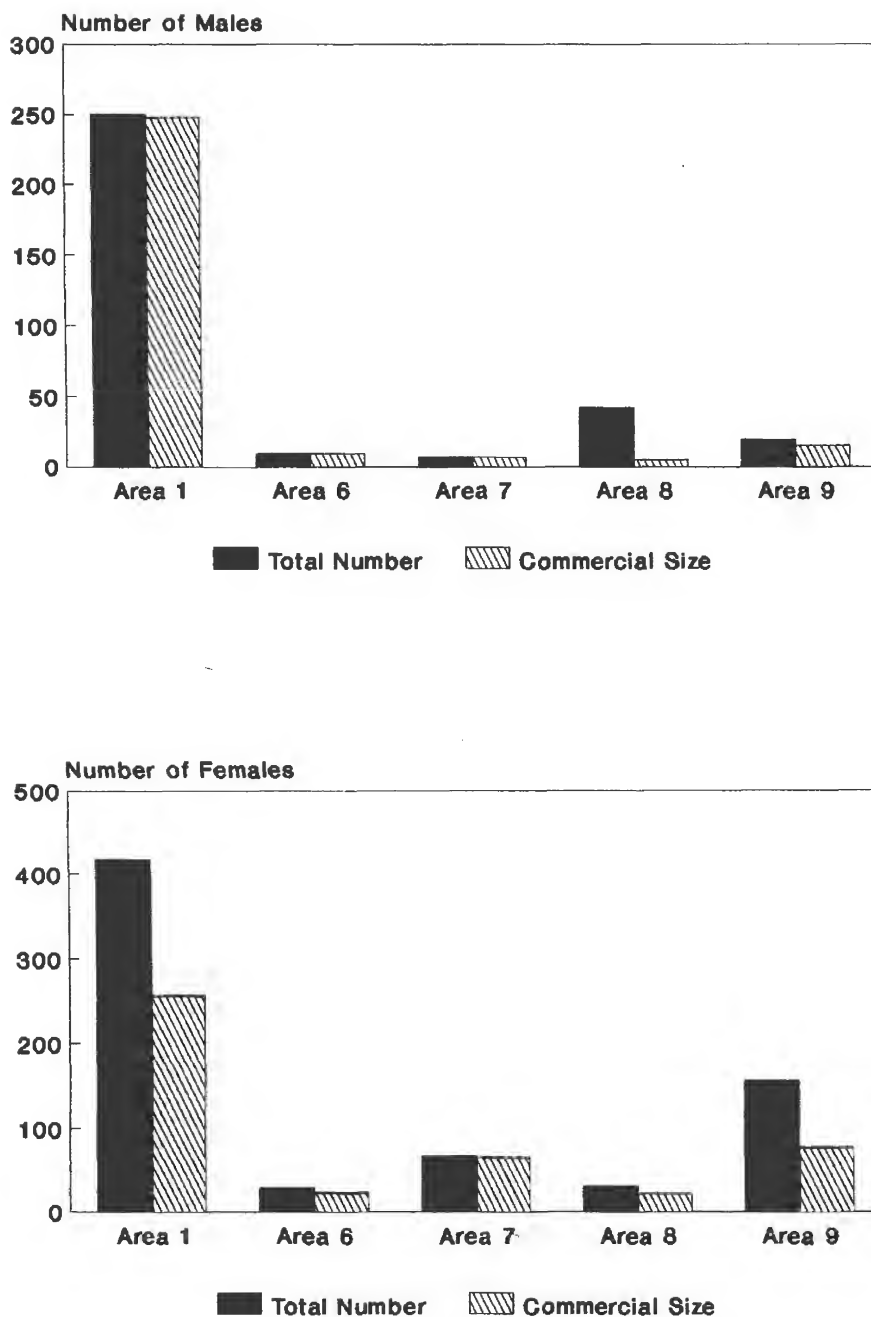 Number of Males
300
250
200
150
100
50
0
Area 1 Area 6 Area 7 Area 8 Area 9
Total Number Commercial Size
Number of Females
500
400
300
200
100
0
Area 1 Area 6 Area 7 Area 8 Area 9
Total Number Commercial Size